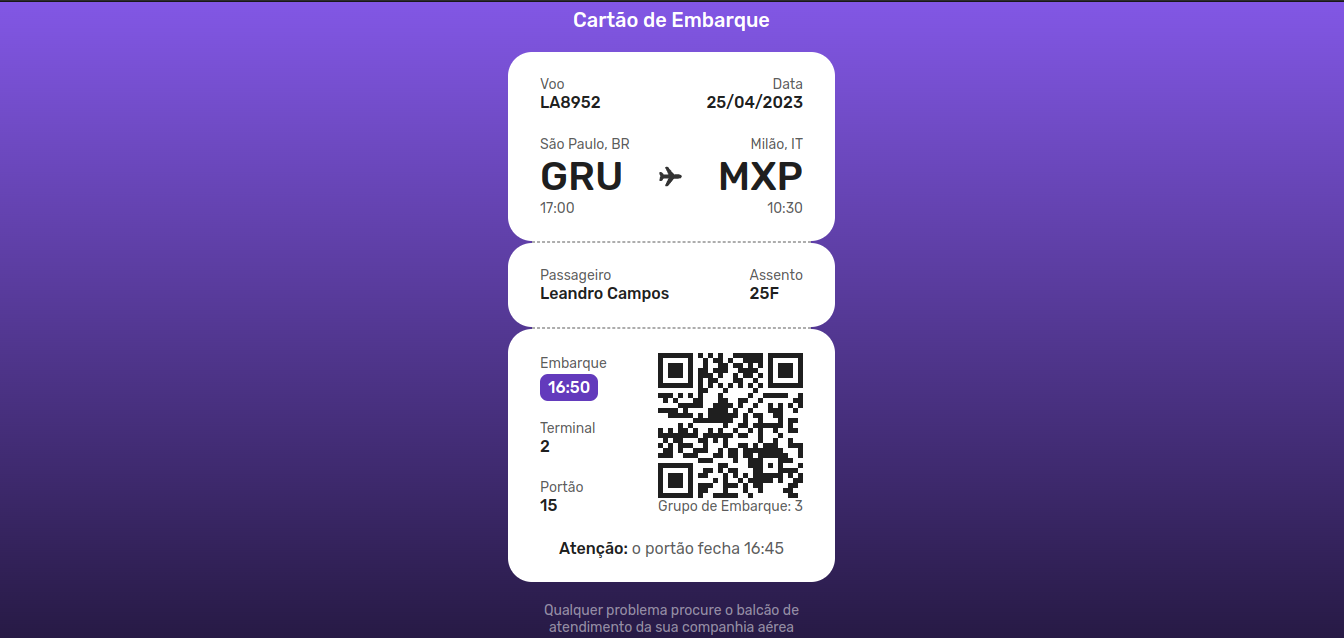 Cartão de Embarque
Voo Data
LA8952 25/04/2023
São Paulo, BR Milão, IT
GRU MXP
17:00 10:30
Passageiro Assento
Leandro Campos 25F
Embarque
16:50
Terminal
2
Portão
15
Grupo de Embarque: 3
Atenção: o portão fecha 16:45
Qualquer problema procure o balcão de
atendimento da sua companhia aérea